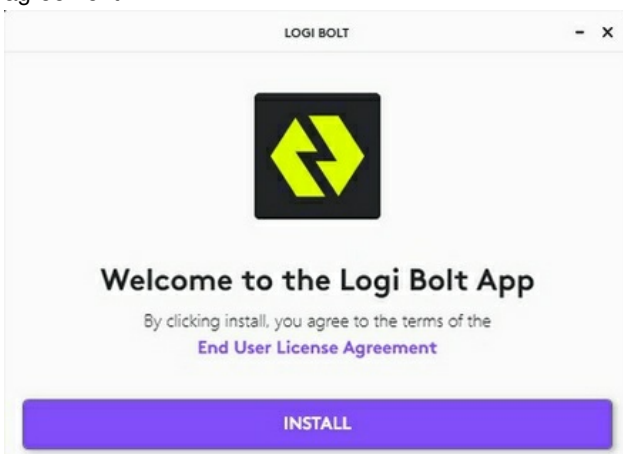 LOGI BOLT
Welcome to the Logi Bolt App
By clicking install, you agree to the terms of the
End User License Agreement
INSTALL